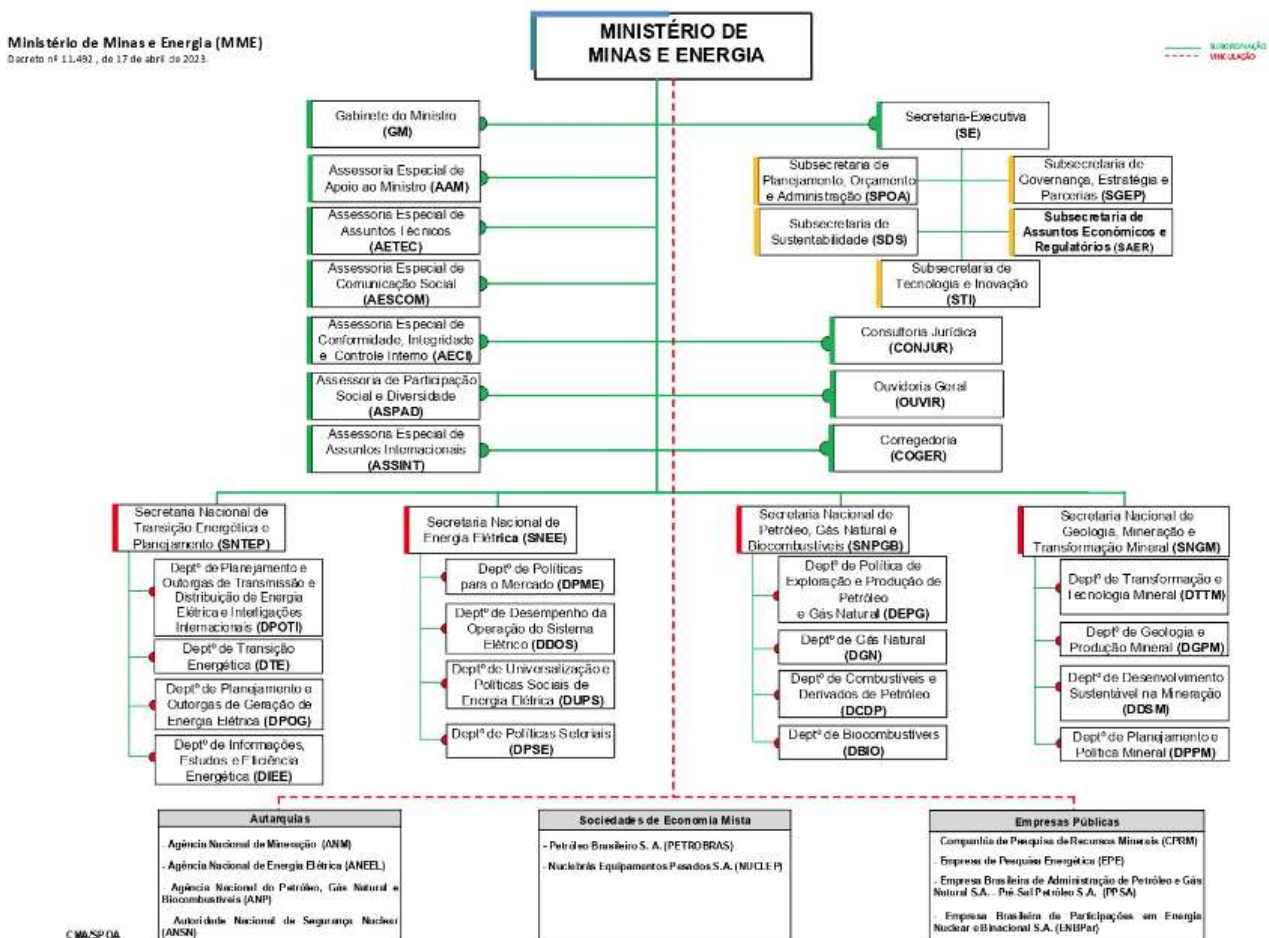 MINISTÉRIO DE
MINAS E ENERGIA
Ministério de Minas e Energia (MME)
Decreto nº 11.492 , de 17 de abril de 2023.
SUBORDINAÇÃO
VINCULAÇÃO
Gabinete do Ministro
(GM)
Secretaria-Executiva
(SE)
Assessoria Especial de
Apoio ao Ministro (AAM)
Subsecretaria de
Planejamento, Orçamento
e Administração (SPOA)
Subsecretaria de
Governança, Estratégia e
Parcerias (SGEP)
Assessoria Especial de
Assuntos Técnicos
(AETEC)
Subsecretaria de
Sustentabilidade (SDS)
Subsecretaria de
Assuntos Econômicos e
Regulatórios (SAER)
Assessoria Especial de
Comunicação Social
(AESCOM)
Subsecretaria de
Tecnologia e Inovação
(STI)
Assessoria Especial de
Conformidade, Integridade
e Controle Interno (AECI)
Consultoria Jurídica
(CONJUR)
Assessoria de Participação
Social e Diversidade
(ASPAD)
Ouvidoria Geral
(OUVIR)
Assessoria Especial de
Assuntos Internacionais
(ASSINT)
Corregedoria
(COGER)
Secretaria Nacional de
Transição Energética e
Planejamento (SNTEP)
Deptº de Planejamento e
Outorgas de Transmissão e
Distribuição de Energia
Elétrica e Interligações
Internacionais (DPOTI)
Deptº de Transição
Energética (DTE)
Deptº de Planejamento e
Outorgas de Geração de
Energia Elétrica (DPOG)
Deptº de Informações,
Estudos e Eficiência
Energética (DIEE)
Secretaria Nacional de
Energia Elétrica (SNEE)
Deptº de Políticas
para o Mercado (DPME)
Deptº de Desempenho da
Operação do Sistema
Elétrico (DDOS)
Deptº de Universalização e
Políticas Sociais de
Energia Elétrica (DUPS)
Deptº de Políticas Setoriais
(DPSE)
Secretaria Nacional de
Petróleo, Gás Natural e
Biocombustíveis (SNPGB)
Deptº de Política de
Exploração e Produção de
Petróleo
e Gás Natural (DEPG)
Deptº de Gás Natural
(DGN)
Deptº de Combustíveis e
Derivados de Petróleo
(DCDP)
Deptº de Biocombustíveis
(DBIO)
Secretaria Nacional de
Geologia, Mineração e
Transformação Mineral (SNGM)
Deptº de Transformação e
Tecnologia Mineral (DTTM)
Deptº de Geologia e
Produção Mineral (DGPM)
Deptº de Desenvolvimento
Sustentável na Mineração
(DDSM)
Deptº de Planejamento e
Política Mineral (DPPM)
Autarquias
- Agência Nacional de Mineração (ANM)
- Agência Nacional de Energia Elétrica (ANEEL)
- Agência Nacional do Petróleo, Gás Natural e
Biocombustíveis (ANP)
- Autoridade Nacional de Segurança Nuclear
(ANSN)
Sociedades de Economia Mista
- Petróleo Brasileiro S. A. (PETROBRAS)
- Nuclebrás Equipamentos Pesados S.A. (NUCLEP)
Empresas Públicas
- Companhia de Pesquisa de Recursos Minerais (CPRM)
- Empresa de Pesquisa Energética (EPE)
- Empresa Brasileira de Administração de Petróleo e Gás
Natural S.A. - Pré-Sal Petróleo S.A. (PPSA)
- Empresa Brasileira de Participações em Energia
Nuclear e Binacional S.A. (ENBPar)
CMA/SPOA